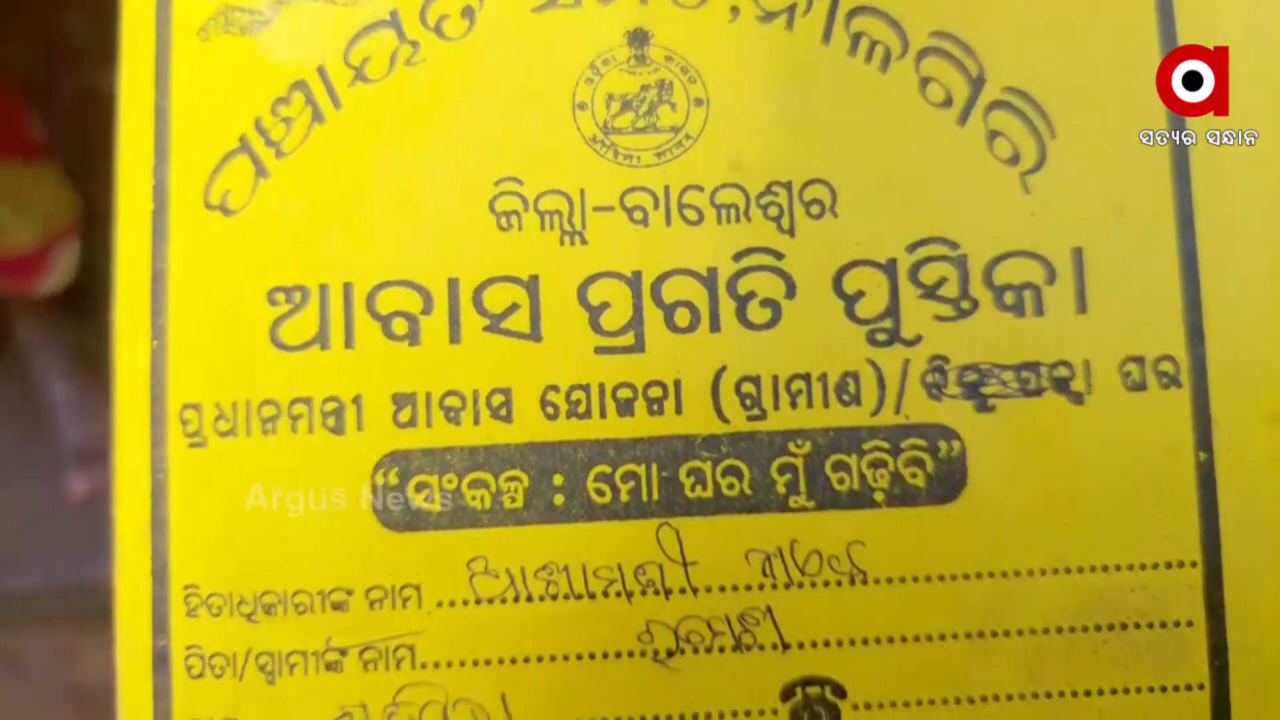 ପଞ୍ଚାୟତ ସମିତି, ନୀଳଗିରି
ସତ୍ୟର ସନ୍ଧାନ
ଜିଲ୍ଲା-ବାଲେଶ୍ୱର
ଆବାସ ପ୍ରଗତି ପୁସ୍ତିକା
ପ୍ରଧାନମନ୍ତ୍ରୀ ଆବାସ ଯୋଜନା (ଗ୍ରାମୀଣ)/ ଘର
“ସଂକଳ୍ପ : ମୋ ଘର ମୁଁ ଗଢ଼ିବି”
Argus News
ହିତାଧିକାରୀଙ୍କ ନାମ
ପିତା/ସ୍ୱାମୀଙ୍କ ନାମ